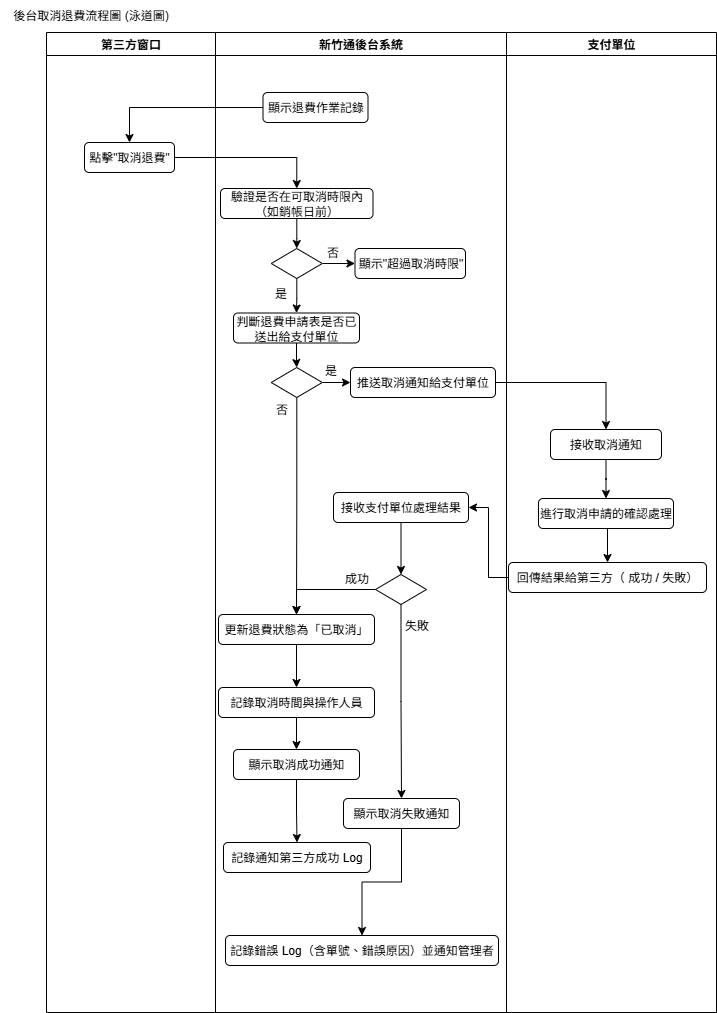 後台取消退費流程圖 (泳道圖)
第三方窗口
新竹通後台系統
支付單位
顯示退費作業記錄
點擊"取消退費"
驗證是否在可取消時限內
（如銷帳日前）
否
顯示"超過取消時限"
是
判斷退費申請表是否已
送出給支付單位
是
推送取消通知給支付單位
否
接收取消通知
接收支付單位處理結果
進行取消申請的確認處理
回傳結果給第三方（ 成功 / 失敗）
成功
失敗
更新退費狀態為「已取消」
記錄取消時間與操作人員
顯示取消成功通知
顯示取消失敗通知
記錄通知第三方成功 Log
記錄錯誤 Log（含單號、錯誤原因）並通知管理者